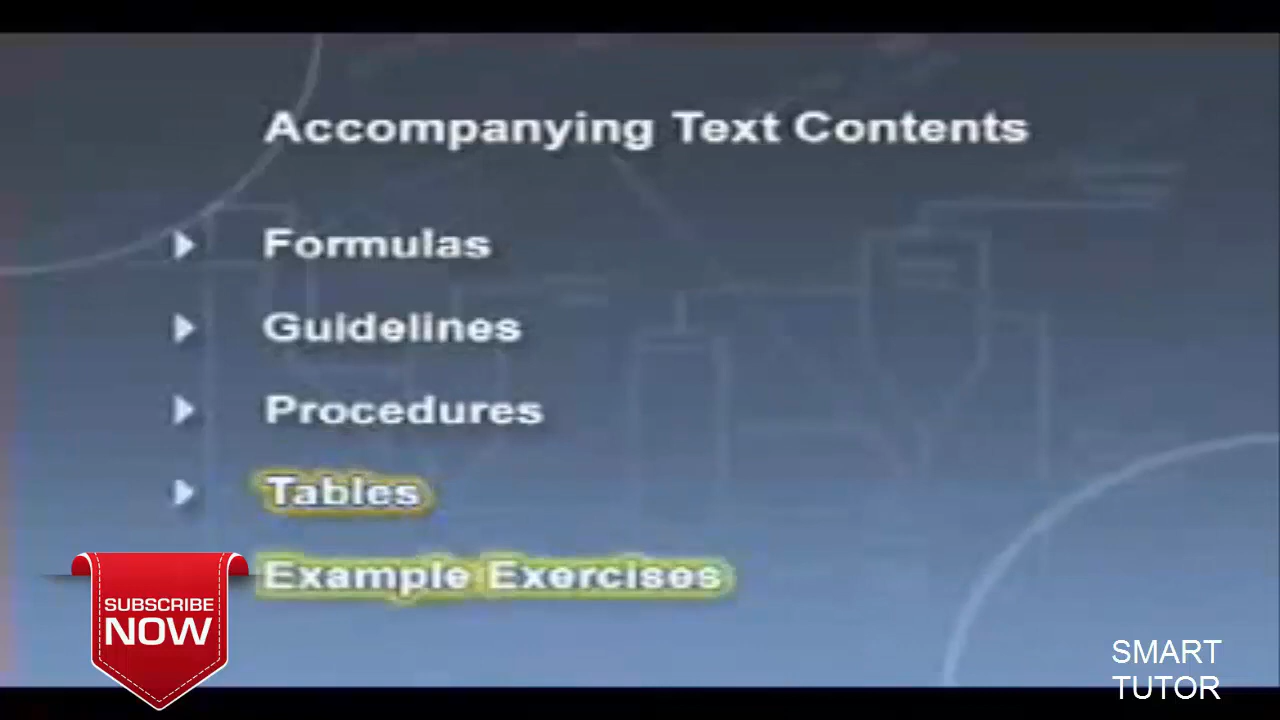 Accompanying Text Contents
Formulas
Guidelines
Procedures
Tables
Example Exercises
SUBSCRIBE
NOW
SMART
TUTOR